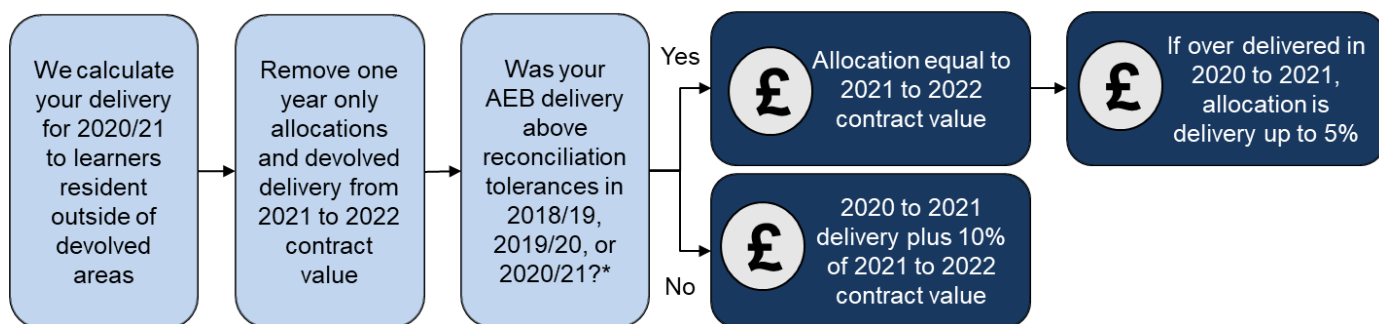 We calculate
your delivery
for 2020/21
to learners
resident
outside of
devolved
areas
Remove one
year only
allocations
and devolved
delivery from
2021 to 2022
contract
value
Was your
AEB delivery
above
reconciliation
tolerances in
2018/19,
2019/20, or
2020/21?*
Yes
£
Allocation equal to
2021 to 2022
contract value
£
If over delivered in
2020 to 2021,
allocation is
delivery up to 5%
No
£
2020 to 2021
delivery plus 10%
of 2021 to 2022
contract value